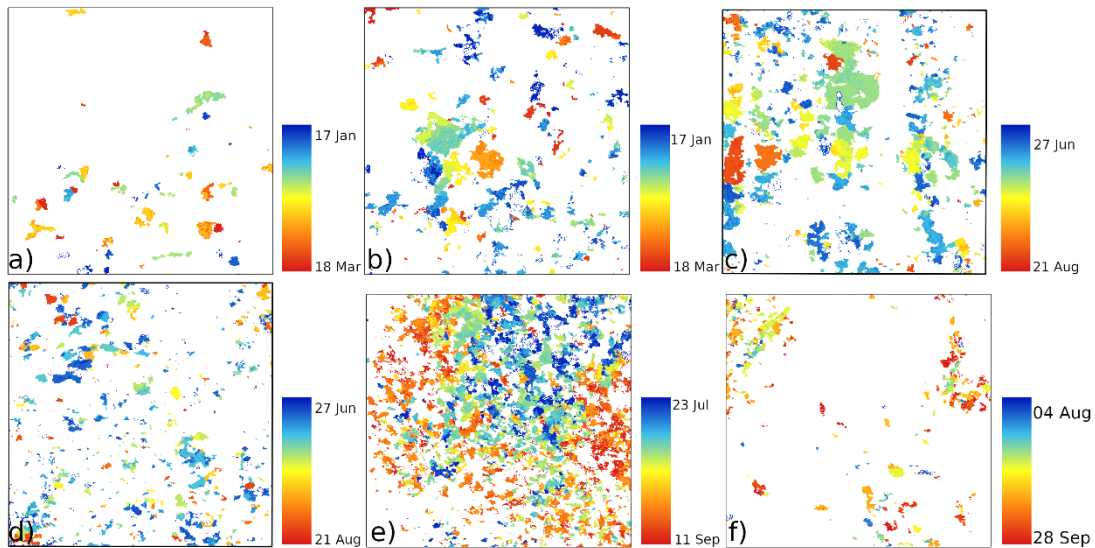 17 Jan
18 Mar
a)
17 Jan
18 Mar
b)
27 Jun
21 Aug
c)
27 Jun
21 Aug
d)
23 Jul
11 Sep
e)
04 Aug
28 Sep
f)